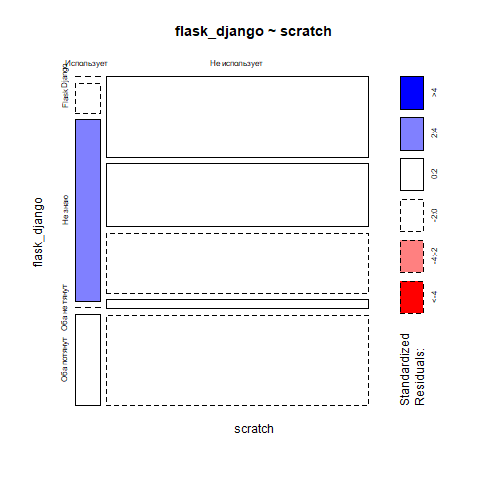 flask_django ~ scratch
Использует
Не использует
Django
Flask
Не знаю
Оба не тянут
Оба потянут
flask_django
scratch
>4
2:4
0:2
-2:0
-4:-2
<-4
Standardized
Residuals: